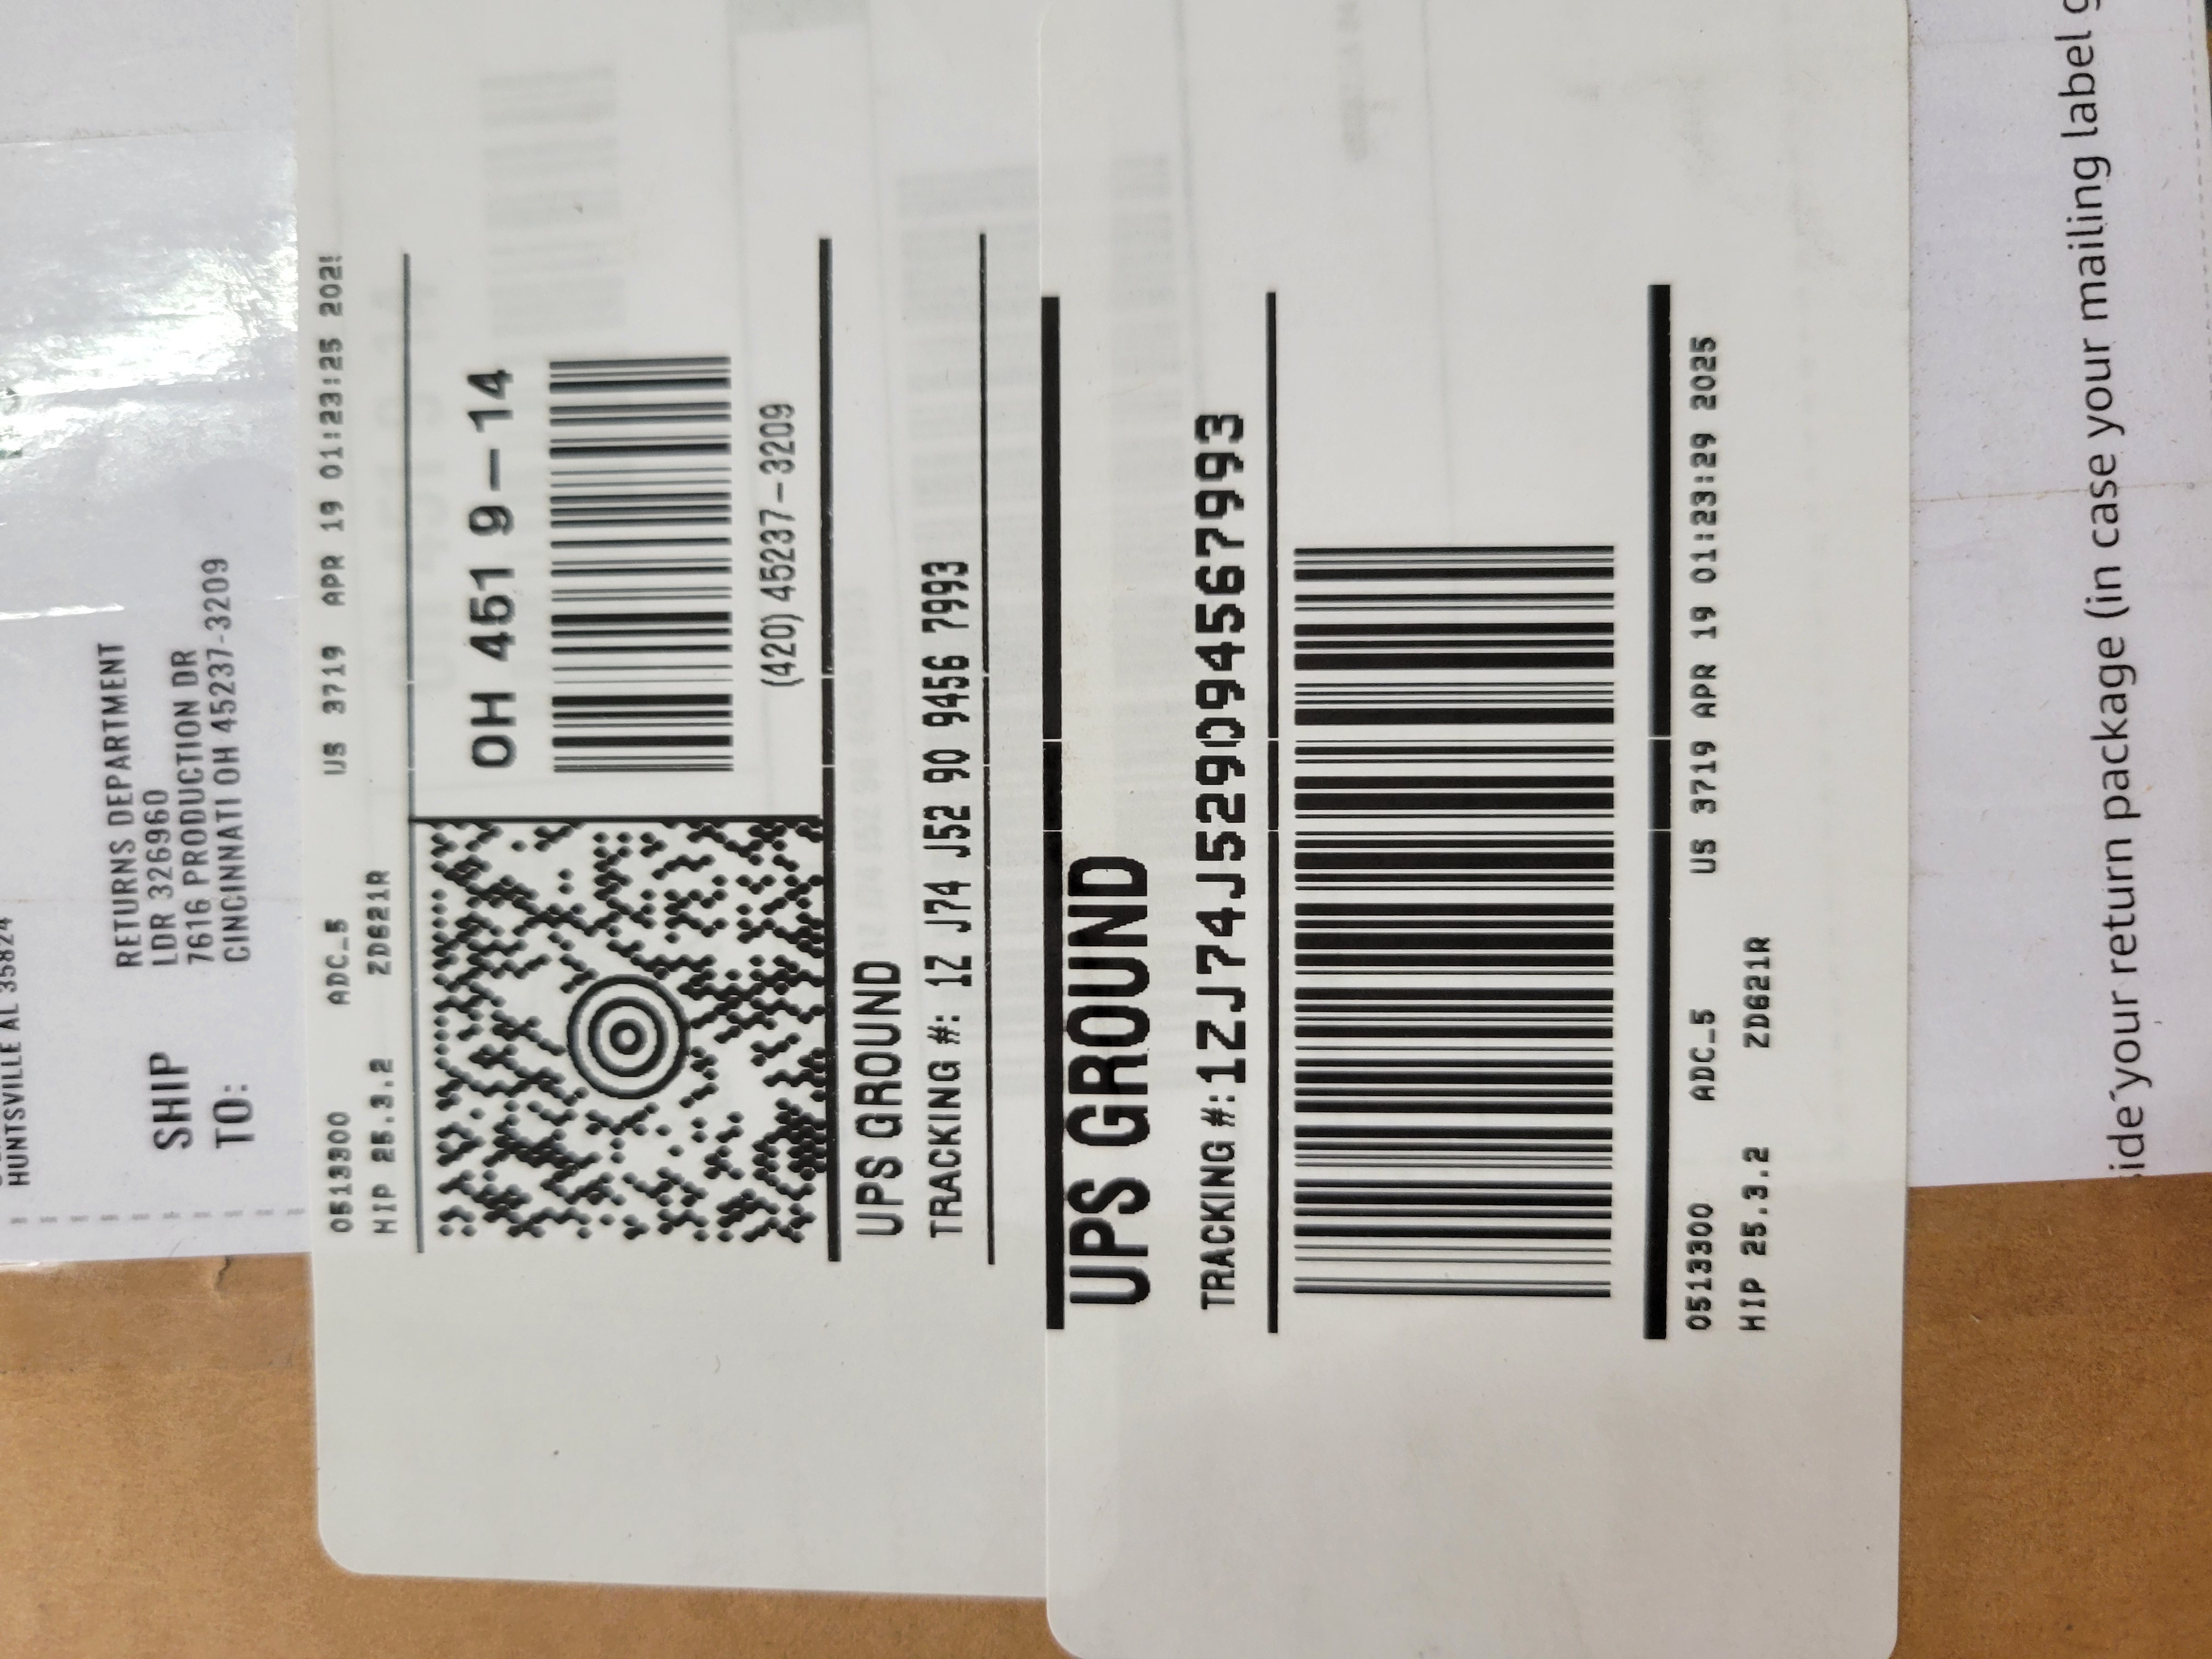 HUNTSVILLE AL 35824
SHIP
TO:
RETURNS DEPARTMENT
LDR 326960
7616 PRODUCTION DR
CINCINNATI OH 45237-3209
0513300 ADC_5 US 3719 APR 19 01:23:25 202
HIP 25.3.2 ZD621R
OH 451 9-14
(420) 45237-3209
UPS GROUND
TRACKING #: 1Z J74 J52 90 9456 7993
UPS GROUND
TRACKING #:1ZJ74J529094567993
0513300 ADC_5 US 3719 APR 19 01:23:29 2025
HIP 25.3.2 ZD621R
ide your return package (in case your mailing label g